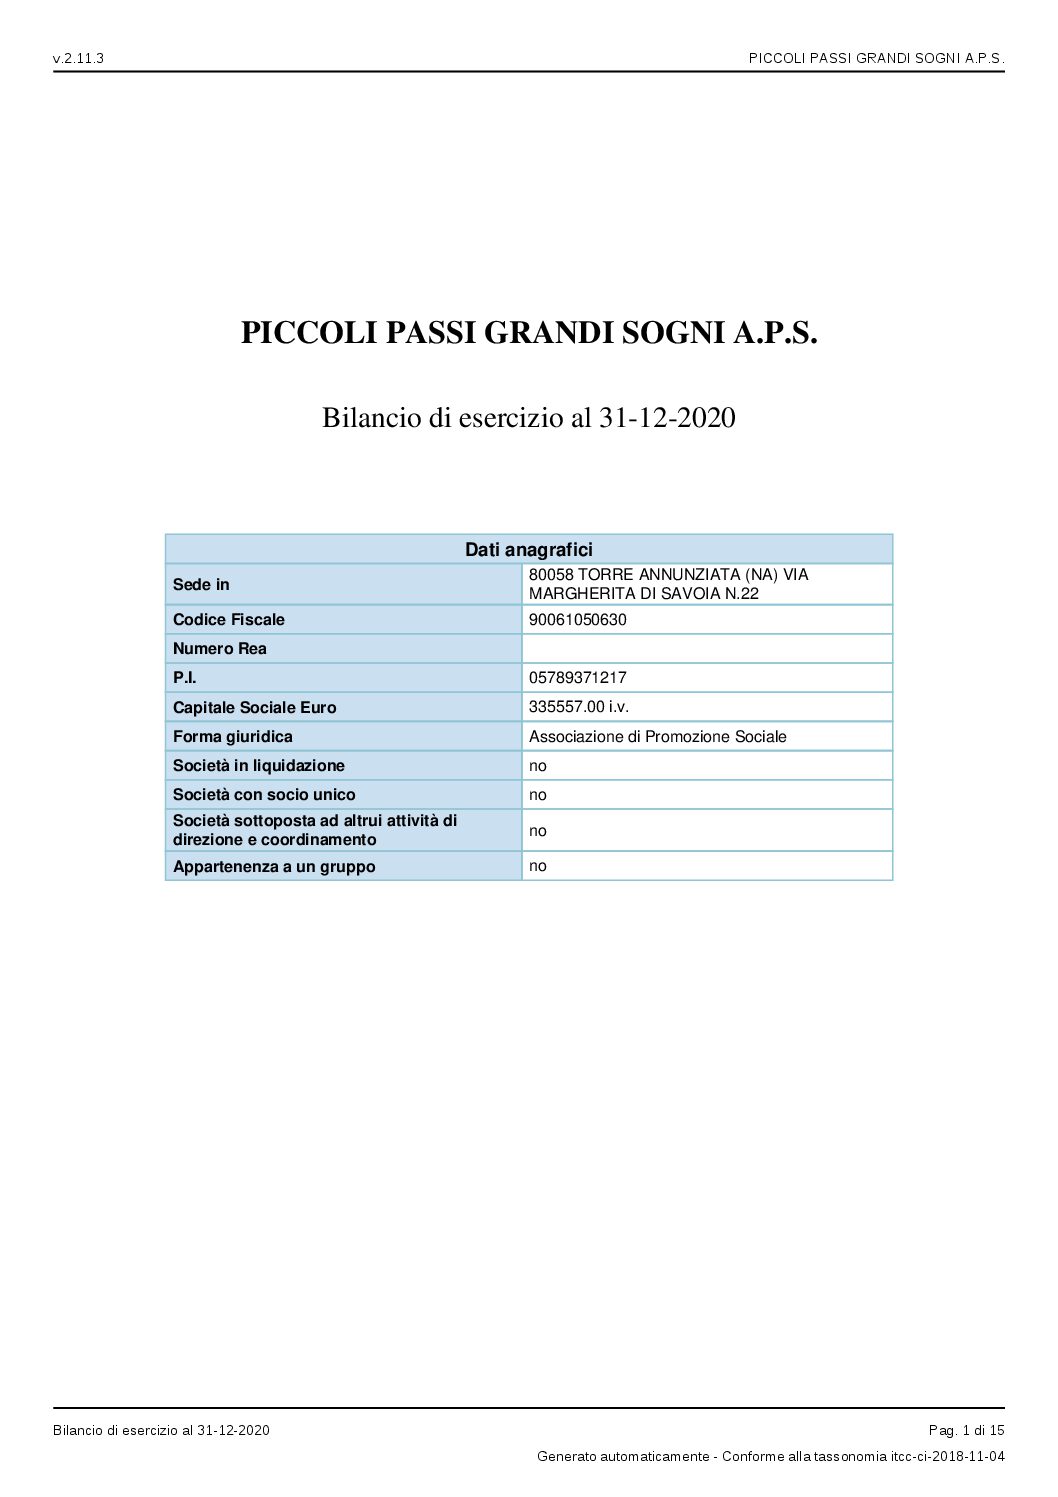 v.2.11.3
PICCOLI PASSI GRANDI SOGNI A.P.S.
PICCOLI PASSI GRANDI SOGNI A.P.S.
Bilancio di esercizio al 31-12-2020
Dati anagrafici
Sede in
80058 TORRE ANNUNZIATA (NA) VIA
MARGHERITA DI SAVOIA N.22
Codice Fiscale
90061050630
Numero Rea
P.I.
05789371217
Capitale Sociale Euro
335557.00 i.v.
Forma giuridica
Associazione di Promozione Sociale
Società in liquidazione
no
Società con socio unico
no
Società sottoposta ad altrui attività di
direzione e coordinamento
no
Appartenenza a un gruppo
no
Bilancio di esercizio al 31-12-2020
Pag. 1 di 15
Generato automaticamente - Conforme alla tassonomia itcc-ci-2018-11-04